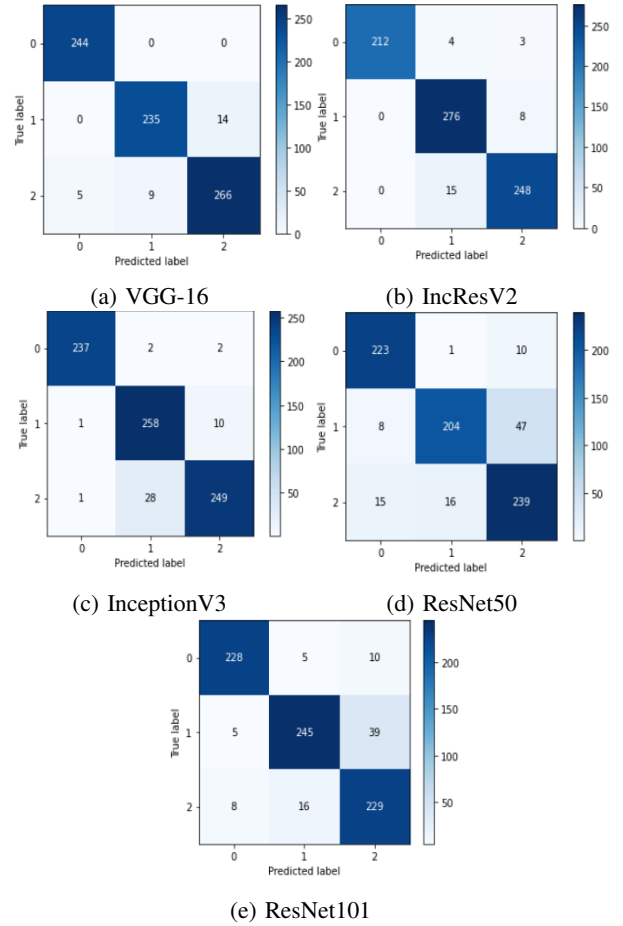 0 244 0 0
1 0 235 14
2 5 9 266
0 1 2
True label
Predicted label
250
200
150
100
50
0
(a) VGG-16
0 212 4 3
1 0 276 8
2 0 15 248
0 1 2
True label
Predicted label
250
200
150
100
50
0
(b) IncResV2
0 237 2 2
1 1 258 10
2 1 28 249
0 1 2
True label
Predicted label
250
200
150
100
50
(c) InceptionV3
0 223 1 10
1 8 204 47
2 15 16 239
0 1 2
True label
Predicted label
200
150
100
50
(d) ResNet50
0 228 5 10
1 5 245 39
2 8 16 229
0 1 2
True label
Predicted label
200
150
100
50
(e) ResNet101